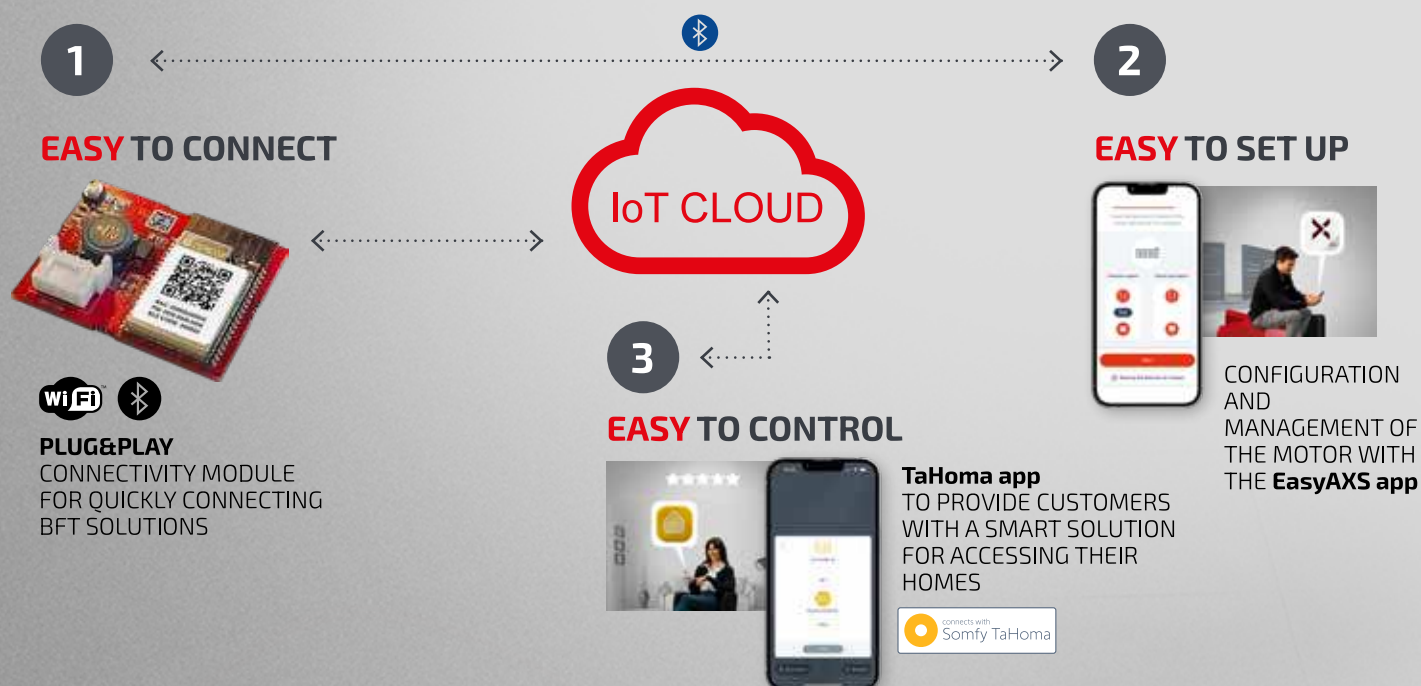 1
2
EASY TO CONNECT
IoT CLOUD
EASY TO SET UP
WiFi
PLUG&PLAY
CONNECTIVITY MODULE
FOR QUICKLY CONNECTING
BFT SOLUTIONS
3
EASY TO CONTROL
TaHoma app
TO PROVIDE CUSTOMERS
WITH A SMART SOLUTION
FOR ACCESSING THEIR
HOMES
connects with
Somfy TaHoma
CONFIGURATION
AND
MANAGEMENT OF
THE MOTOR WITH
THE EasyAXS app